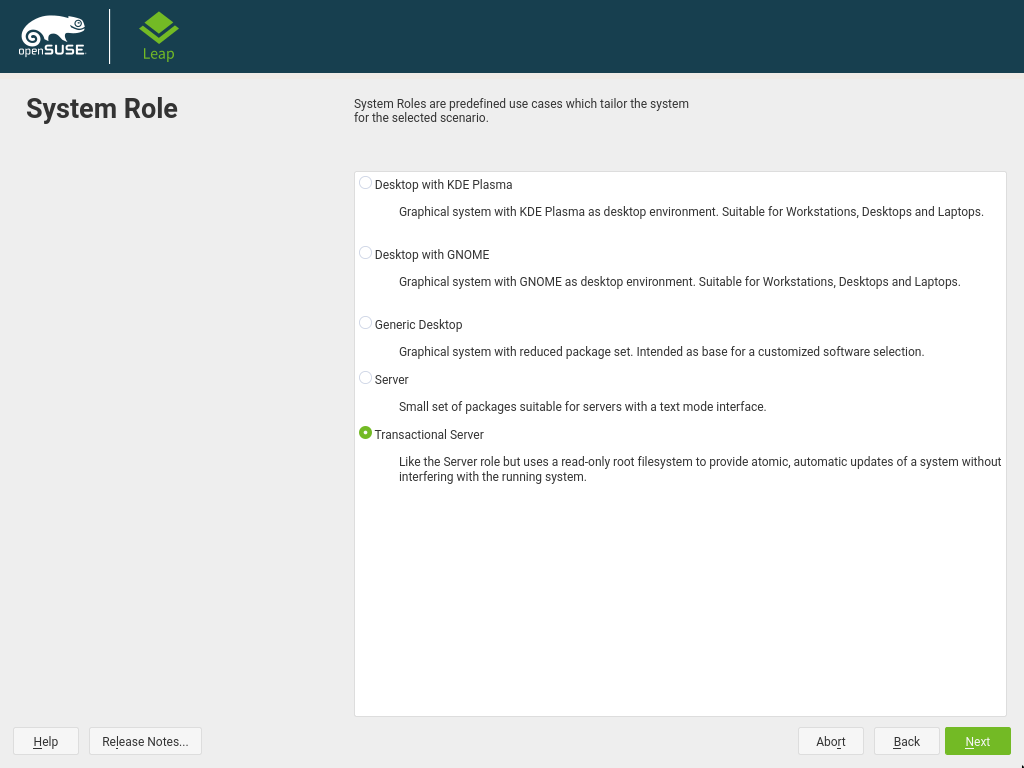 openSUSE
Leap
System Role
System Roles are predefined use cases which tailor the system
for the selected scenario.
Desktop with KDE Plasma
Graphical system with KDE Plasma as desktop environment. Suitable for Workstations, Desktops and Laptops.
Desktop with GNOME
Graphical system with GNOME as desktop environment. Suitable for Workstations, Desktops and Laptops.
Generic Desktop
Graphical system with reduced package set. Intended as base for a customized software selection.
Server
Small set of packages suitable for servers with a text mode interface.
Transactional Server
Like the Server role but uses a read-only root filesystem to provide atomic, automatic updates of a system without
interfering with the running system.
Help
Release Notes...
Abort
Back
Next